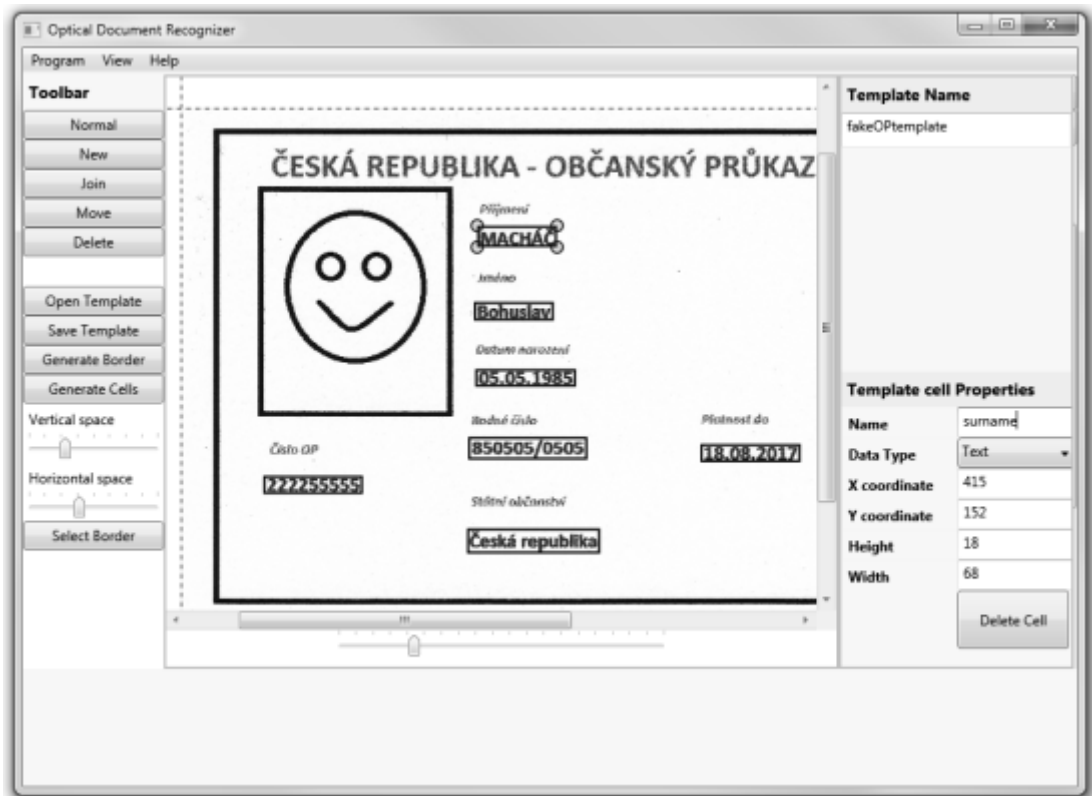 Optical Document Recognizer
Program View Help
Toolbar
Normal
New
Join
Move
Delete
Open Template
Save Template
Generate Border
Generate Cells
Vertical space
Horizontal space
Select Border
ČESKÁ REPUBLIKA - OBČANSKÝ PRŮKAZ
Příjmení
MACHÁČ
Jméno
Bohuslav
Datum narození
05.05.1985
Rodné číslo
850505/0505
Platnost do
18.08.2017
Číslo OP
222255555
Státní občanství
Česká republika
Template Name
fakeOPtemplate
Template cell Properties
Name surname
Data Type Text
X coordinate 415
Y coordinate 152
Height 18
Width 68
Delete Cell